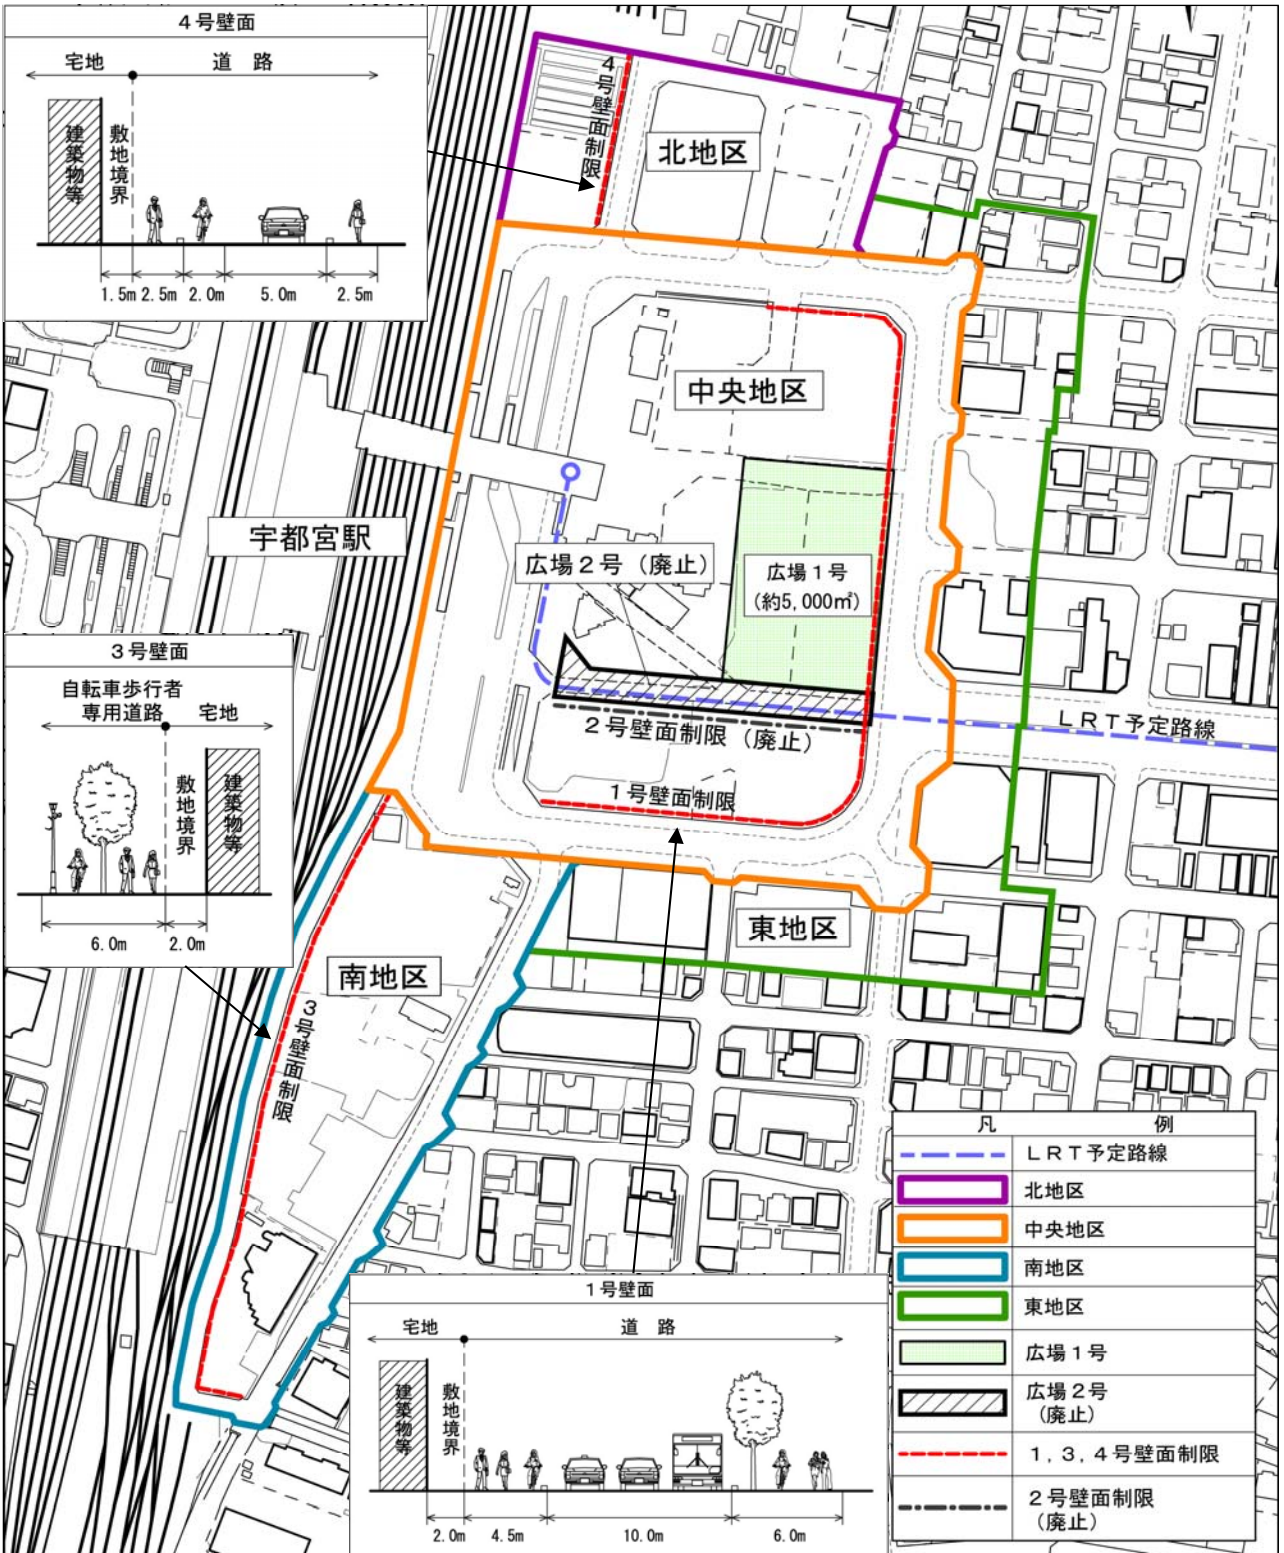 4号壁面
宅地
道 路
建築物等
敷地境界
1.5m 2.5m 2.0m 5.0m 2.5m
4号壁面制限
北地区
中央地区
宇都宮駅
広場2号（廃止）
広場1号
（約5,000㎡）
2号壁面制限（廃止）
LRT予定路線
1号壁面制限
3号壁面
自転車歩行者
専用道路
宅地
敷地境界
建築物等
6.0m 2.0m
東地区
南地区
3号壁面制限
1号壁面
宅地
道 路
建築物等
敷地境界
2.0m 4.5m 10.0m 6.0m
凡 例
LRT予定路線
北地区
中央地区
南地区
東地区
広場1号
広場2号
（廃止）
1,3,4号壁面制限
2号壁面制限
（廃止）